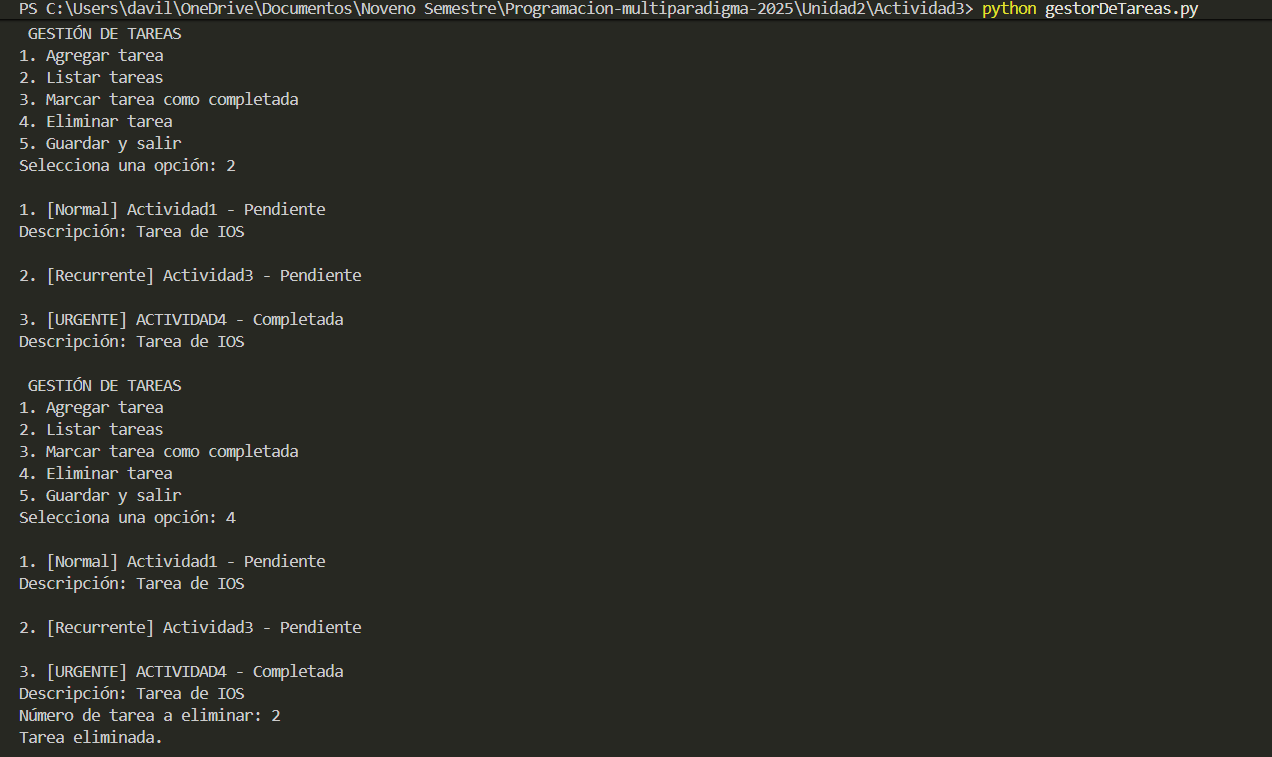 PS C:\Users\davil\OneDrive\Documentos\Noveno Semestre\Programacion-multiparadigma-2025\Unidad2\Actividad3> python gestorDeTareas.py
GESTIÓN DE TAREAS
1. Agregar tarea
2. Listar tareas
3. Marcar tarea como completada
4. Eliminar tarea
5. Guardar y salir
Selecciona una opción: 2
1. [Normal] Actividad1 - Pendiente
Descripción: Tarea de IOS
2. [Recurrente] Actividad3 - Pendiente
3. [URGENTE] ACTIVIDAD4 - Completada
Descripción: Tarea de IOS
GESTIÓN DE TAREAS
1. Agregar tarea
2. Listar tareas
3. Marcar tarea como completada
4. Eliminar tarea
5. Guardar y salir
Selecciona una opción: 4
1. [Normal] Actividad1 - Pendiente
Descripción: Tarea de IOS
2. [Recurrente] Actividad3 - Pendiente
3. [URGENTE] ACTIVIDAD4 - Completada
Descripción: Tarea de IOS
Número de tarea a eliminar: 2
Tarea eliminada.